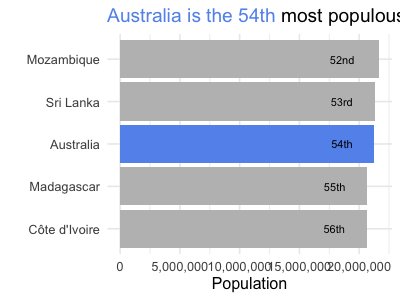 Australia is the 54th most populous
Mozambique 52nd
Sri Lanka 53rd
Australia 54th
Madagascar 55th
Côte d'Ivoire 56th
0 5,000,000 10,000,000 15,000,000 20,000,000
Population